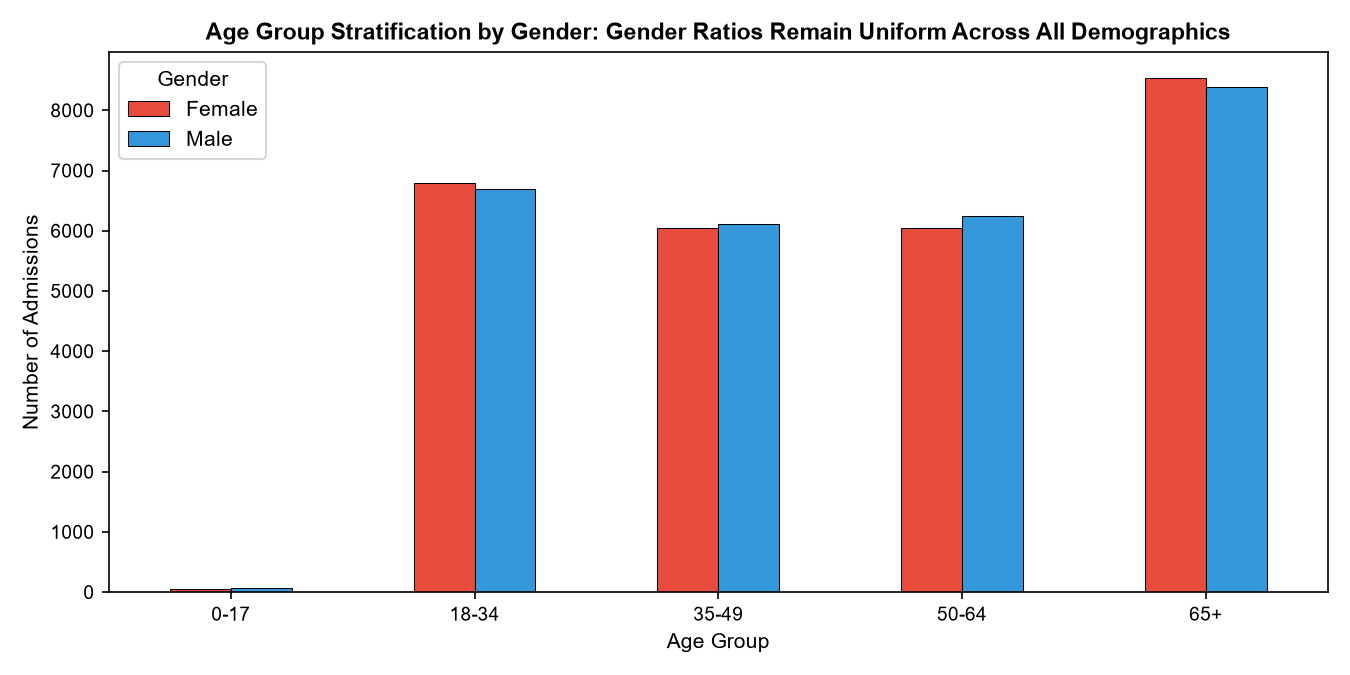 Age Group Stratification by Gender: Gender Ratios Remain Uniform Across All Demographics
Gender
Female
Male
Number of Admissions
8000
7000
6000
5000
4000
3000
2000
1000
0
0-17
18-34
35-49
50-64
65+
Age Group